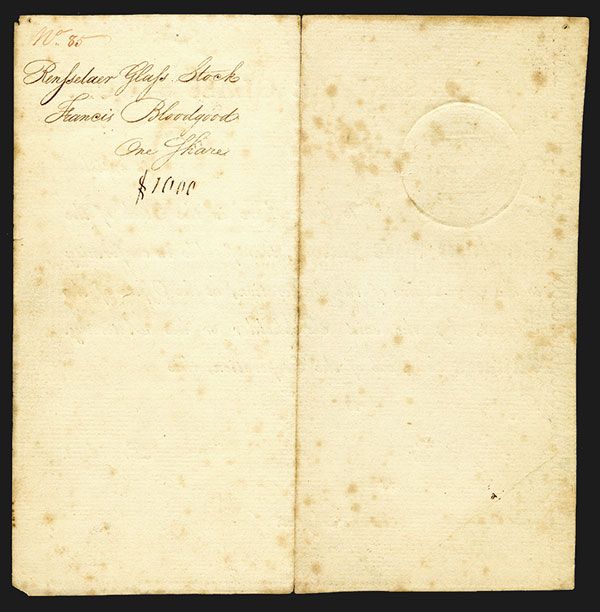 No. 85
Rensselaer Glass Stock
Francis Bloodgood
One Share
$1000